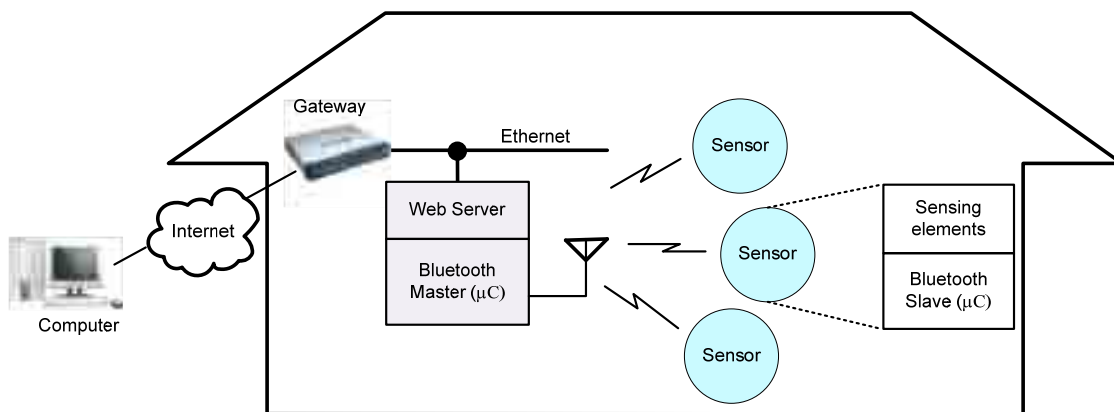 Gateway
Ethernet
Sensor
Web Server
Sensing
elements
Internet
Sensor
Bluetooth
Master (μC)
Bluetooth
Slave (μC)
Computer
Sensor